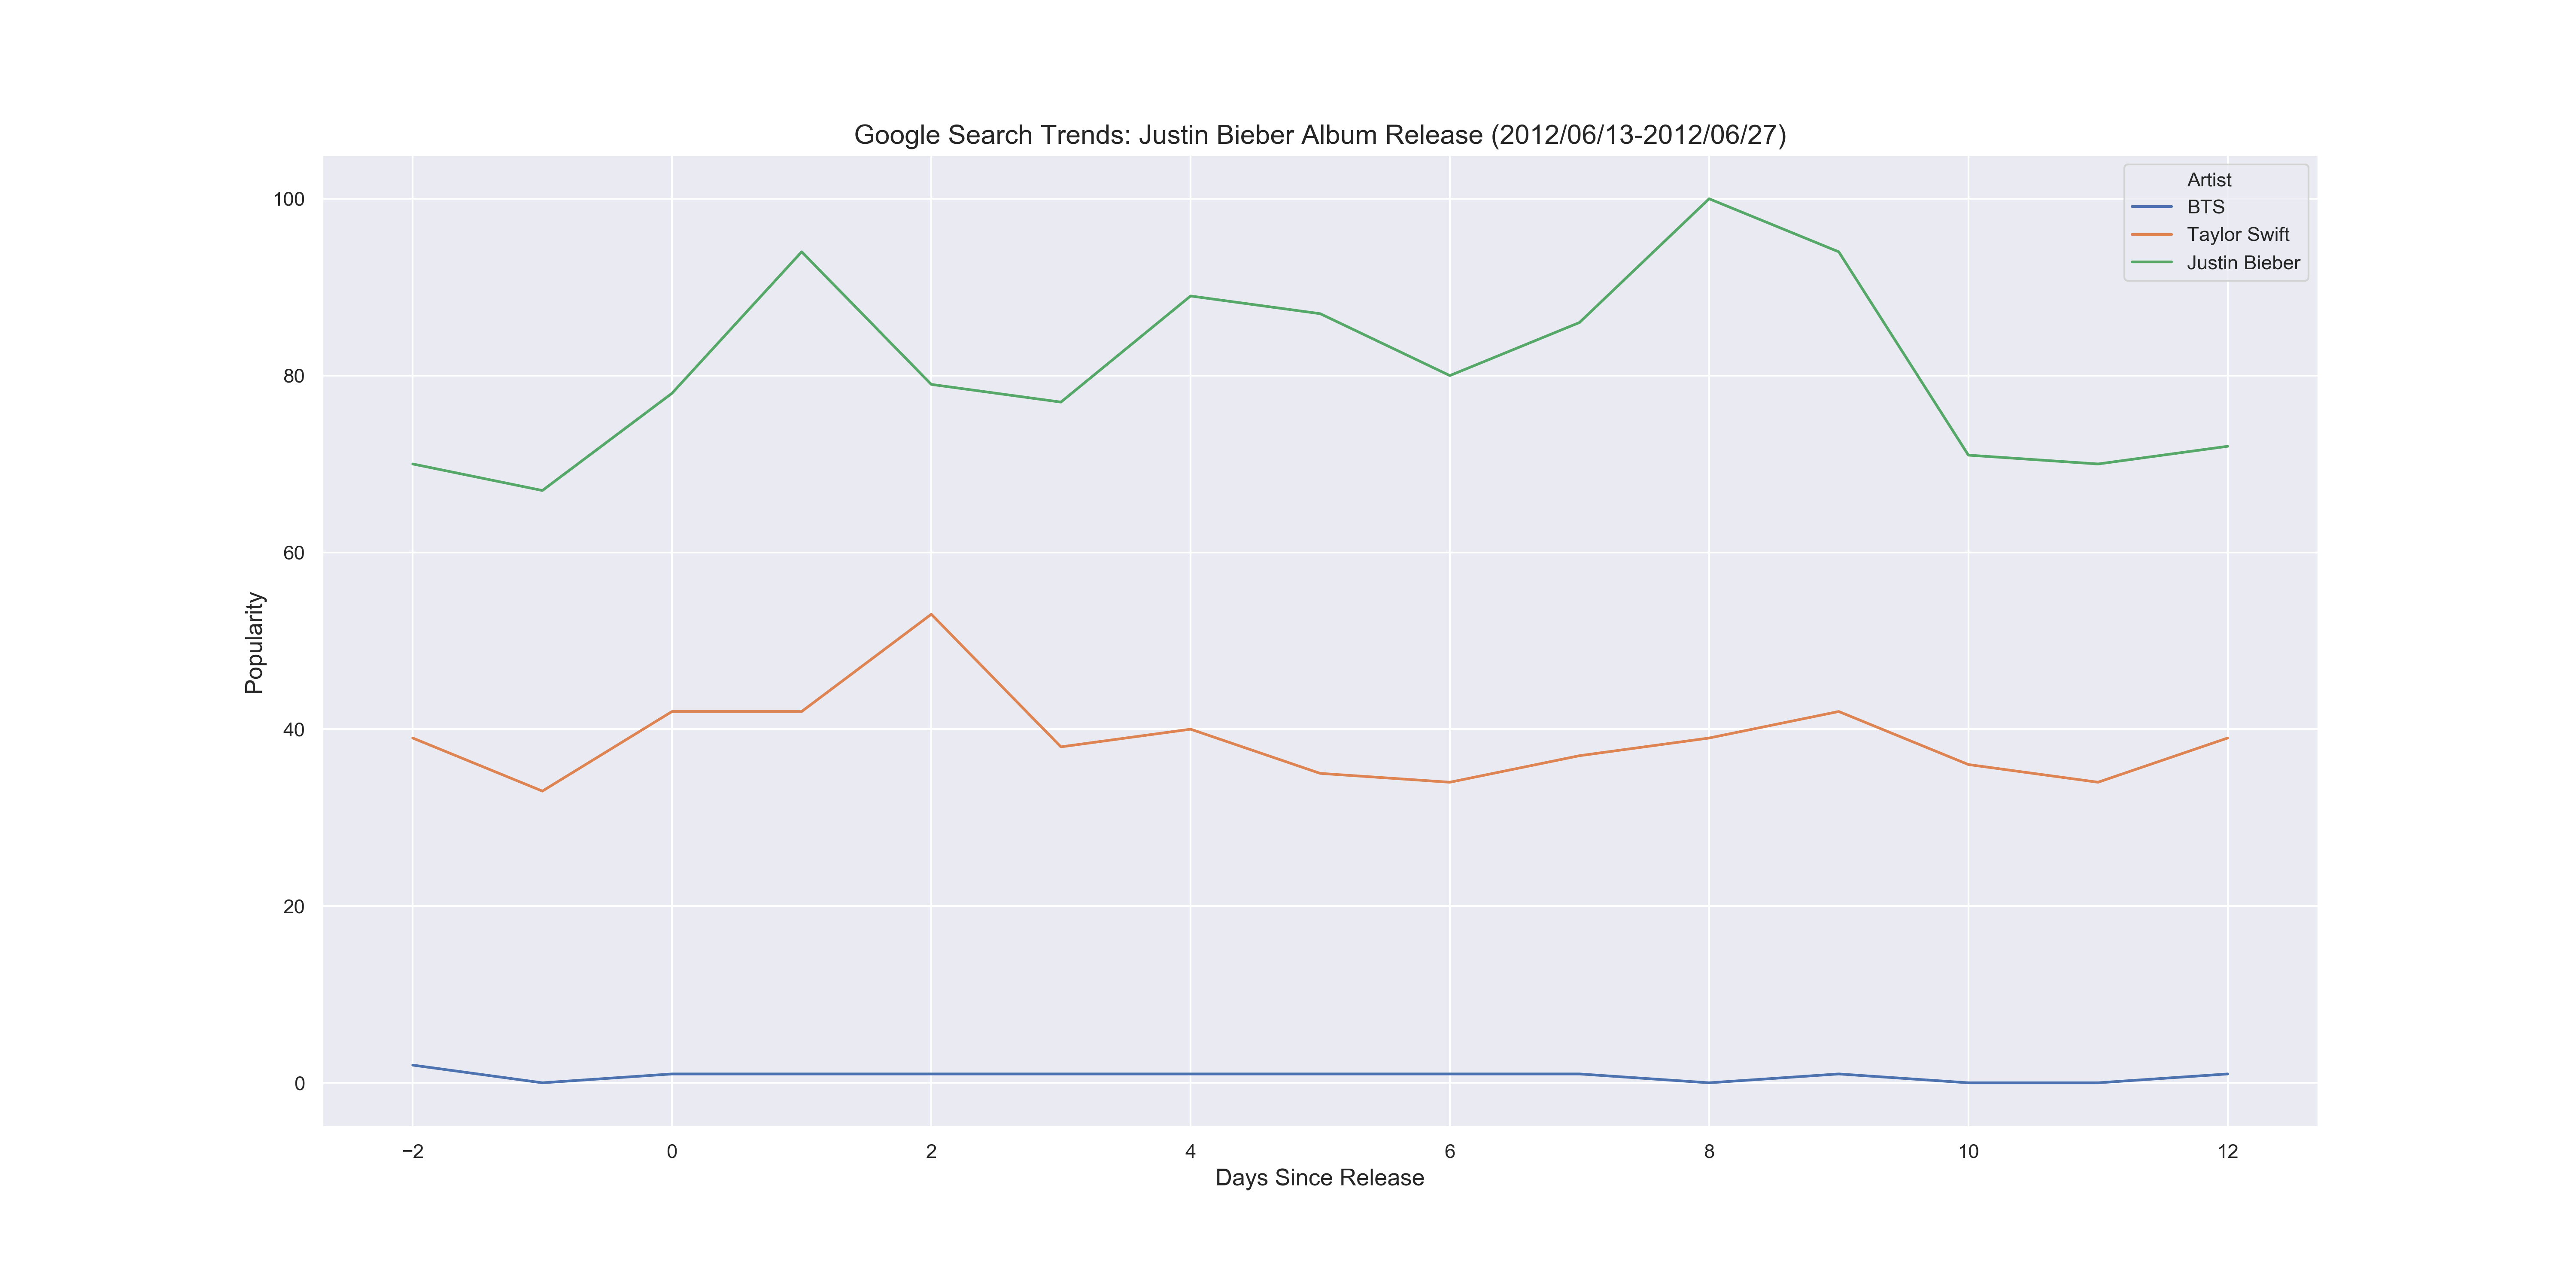 Google Search Trends: Justin Bieber Album Release (2012/06/13-2012/06/27)
Artist
BTS
Taylor Swift
Justin Bieber
100
80
60
40
20
0
Popularity
−2 0 2 4 6 8 10 12
Days Since Release